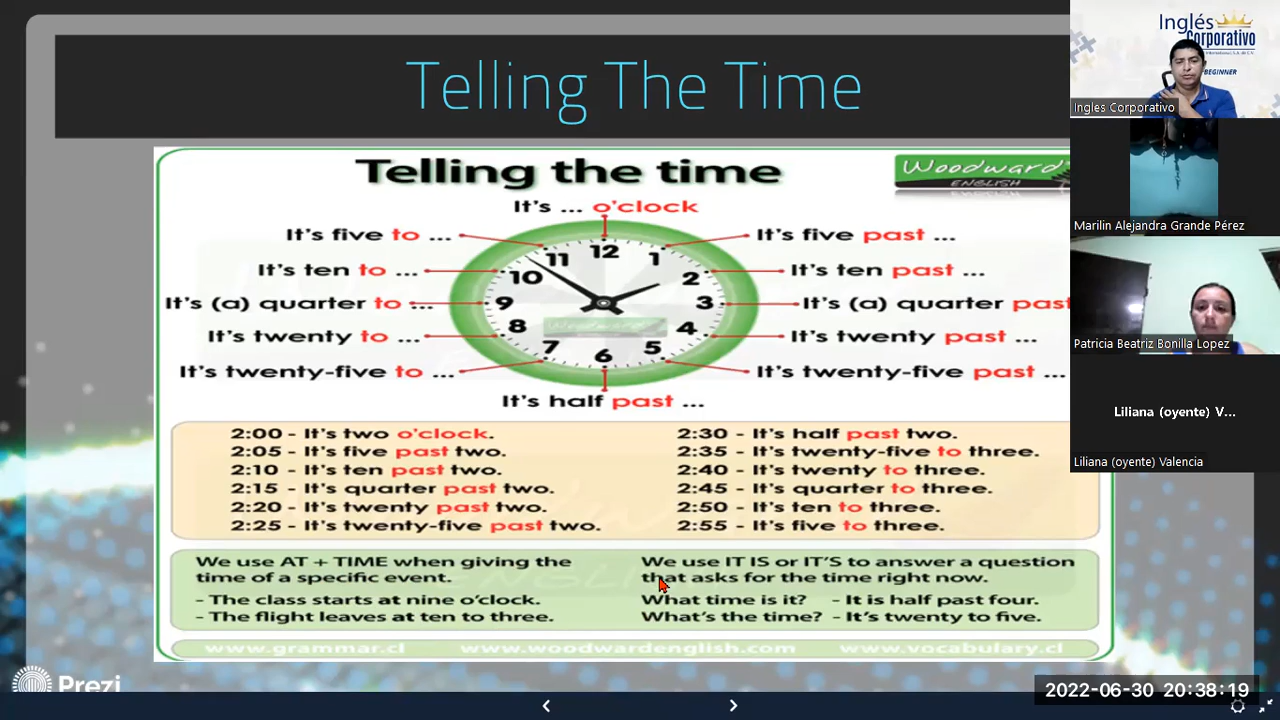 Telling The Time
Telling the time
Woodward
ENGLISH
It's ... o'clock
It's five to ...
It's five past ...
It's ten to ...
It's ten past ...
It's (a) quarter to ...
It's (a) quarter past
It's twenty to ...
It's twenty past ...
It's twenty-five to ...
It's twenty-five past ...
It's half past ...
12
11
1
10
2
9
3
8
4
7
5
6
Woodward
2:00 - It's two o'clock.
2:05 - It's five past two.
2:10 - It's ten past two.
2:15 - It's quarter past two.
2:20 - It's twenty past two.
2:25 - It's twenty-five past two.
2:30 - It's half past two.
2:35 - It's twenty-five to three.
2:40 - It's twenty to three.
2:45 - It's quarter to three.
2:50 - It's ten to three.
2:55 - It's five to three.
We use AT + TIME when giving the
time of a specific event.
- The class starts at nine o'clock.
- The flight leaves at ten to three.
We use IT IS or IT'S to answer a question
that asks for the time right now.
What time is it? - It is half past four.
What's the time? - It's twenty to five.
www.grammar.cl www.woodwardenglish.com www.vocabulary.cl
Prezi
Inglés
Corporativo
BEGINNER
Ingles Corporativo
Marilin Alejandra Grande Pérez
Patricia Beatriz Bonilla Lopez
Liliana (oyente) V...
Liliana (oyente) Valencia
2022-06-30 20:38:19